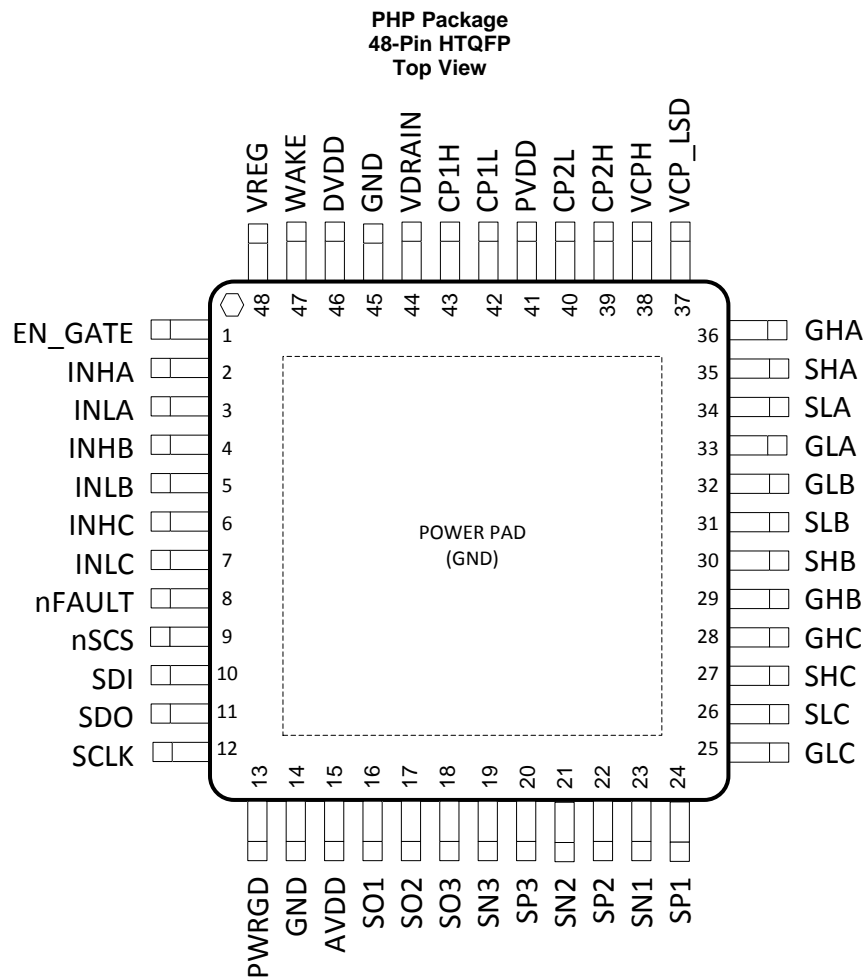 PHP Package
48-Pin HTQFP
Top View
VREG
WAKE
DVDD
GND
VDRAIN
CP1H
CP1L
PVDD
CP2L
CP2H
VCPH
VCP_LSD
48
47
46
45
44
43
42
41
40
39
38
37
EN_GATE 1
INHA 2
INLA 3
INHB 4
INLB 5
INHC 6
INLC 7
nFAULT 8
nSCS 9
SDI 10
SDO 11
SCLK 12
POWER PAD
(GND)
36 GHA
35 SHA
34 SLA
33 GLA
32 GLB
31 SLB
30 SHB
29 GHB
28 GHC
27 SHC
26 SLC
25 GLC
13
14
15
16
17
18
19
20
21
22
23
24
PWRGD
GND
AVDD
SO1
SO2
SO3
SN3
SP3
SN2
SP2
SN1
SP1